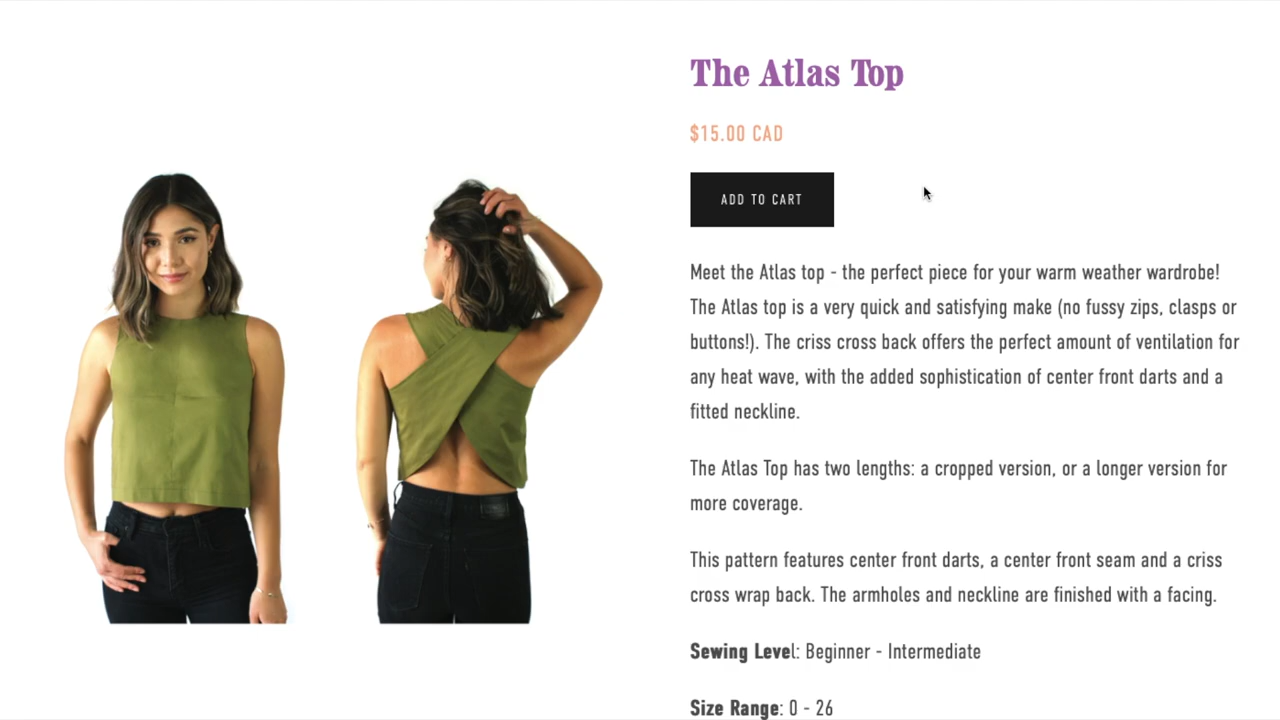 The Atlas Top
$15.00 CAD
ADD TO CART
Meet the Atlas top - the perfect piece for your warm weather wardrobe!
The Atlas top is a very quick and satisfying make (no fussy zips, clasps or
buttons!). The criss cross back offers the perfect amount of ventilation for
any heat wave, with the added sophistication of center front darts and a
fitted neckline.
The Atlas Top has two lengths: a cropped version, or a longer version for
more coverage.
This pattern features center front darts, a center front seam and a criss
cross wrap back. The armholes and neckline are finished with a facing.
Sewing Level: Beginner - Intermediate
Size Range: 0 - 26